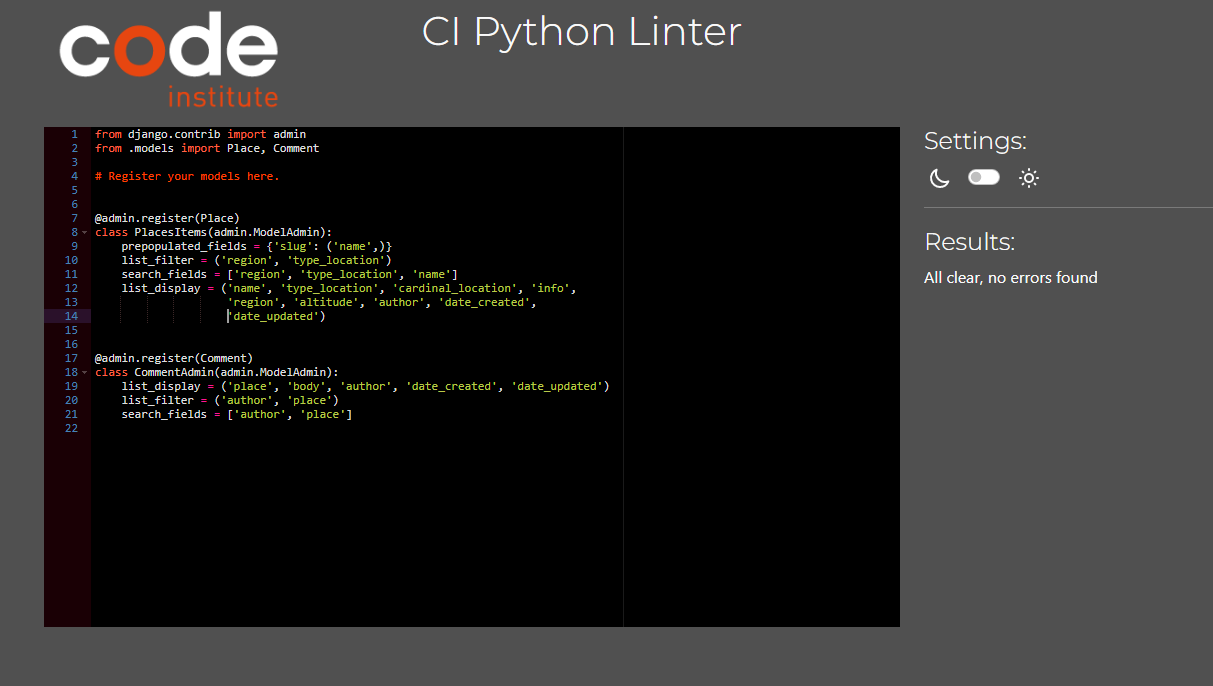 code
institute
CI Python Linter
1 from django.contrib import admin
2 from .models import Place, Comment
3
4 # Register your models here.
5
6
7 @admin.register(Place)
8 class PlacesItems(admin.ModelAdmin):
9     prepopulated_fields = {'slug': ('name',)}
10     list_filter = ('region', 'type_location')
11     search_fields = ['region', 'type_location', 'name']
12     list_display = ('name', 'type_location', 'cardinal_location', 'info',
13                     'region', 'altitude', 'author', 'date_created',
14                     'date_updated')
15
16
17 @admin.register(Comment)
18 class CommentAdmin(admin.ModelAdmin):
19     list_display = ('place', 'body', 'author', 'date_created', 'date_updated')
20     list_filter = ('author', 'place')
21     search_fields = ['author', 'place']
22
Settings:
Results:
All clear, no errors found